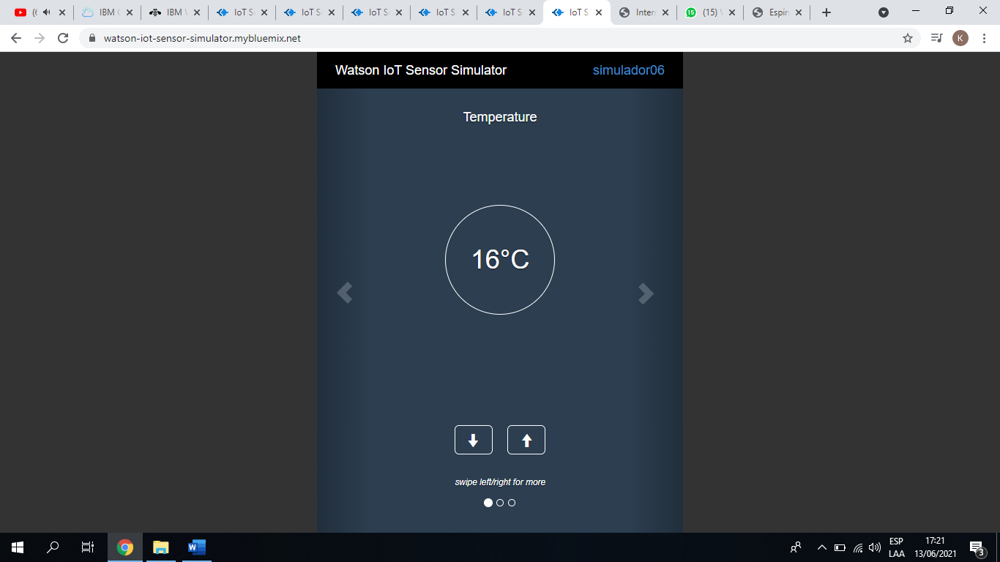 IBM
IBM
IoT S
IoT S
IoT S
IoT S
IoT S
IoT S
Inter
15
(15)
Espir
watson-iot-sensor-simulator.mybluemix.net
K
Watson IoT Sensor Simulator
simulador06
Temperature
16°C
swipe left/right for more
W
ESP
LAA
17:21
13/06/2021
3